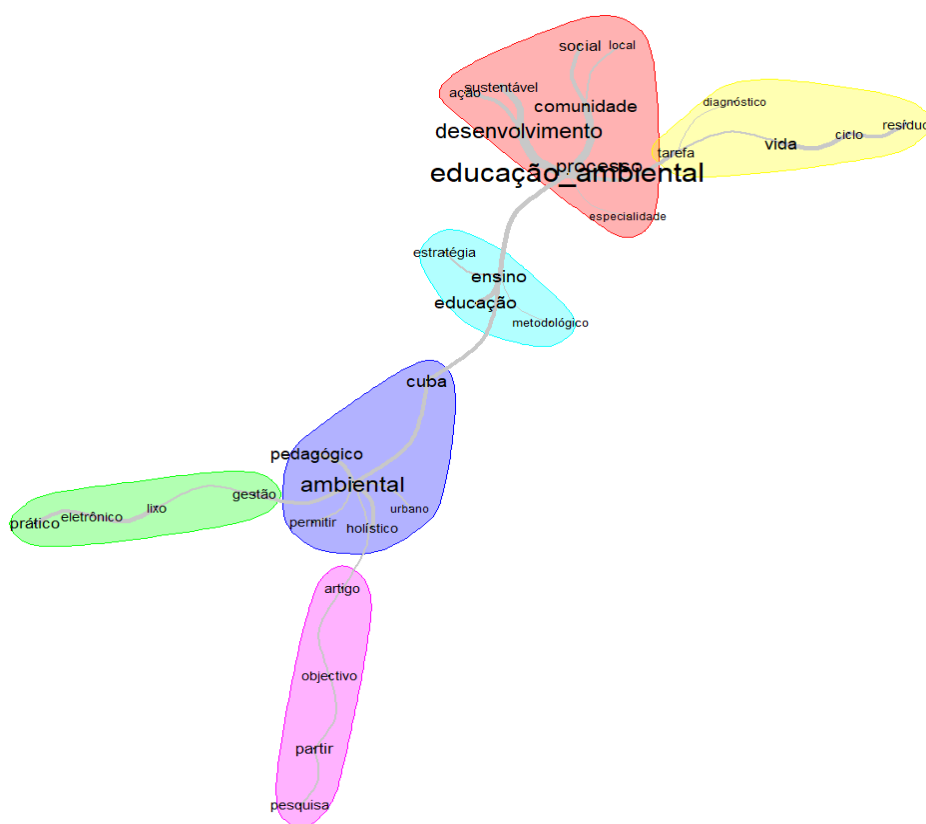 social
local
sustentável
ação
comunidade
diagnóstico
desenvolvimento
resíduo
ciclo
vida
tarefa
processo
educação_ambiental
especialidade
estratégia
ensino
educação
metodológico
cuba
pedagógico
ambiental
gestão
lixo
urbano
eletrônico
prático
permitir
holístico
artigo
objectivo
partir
pesquisa